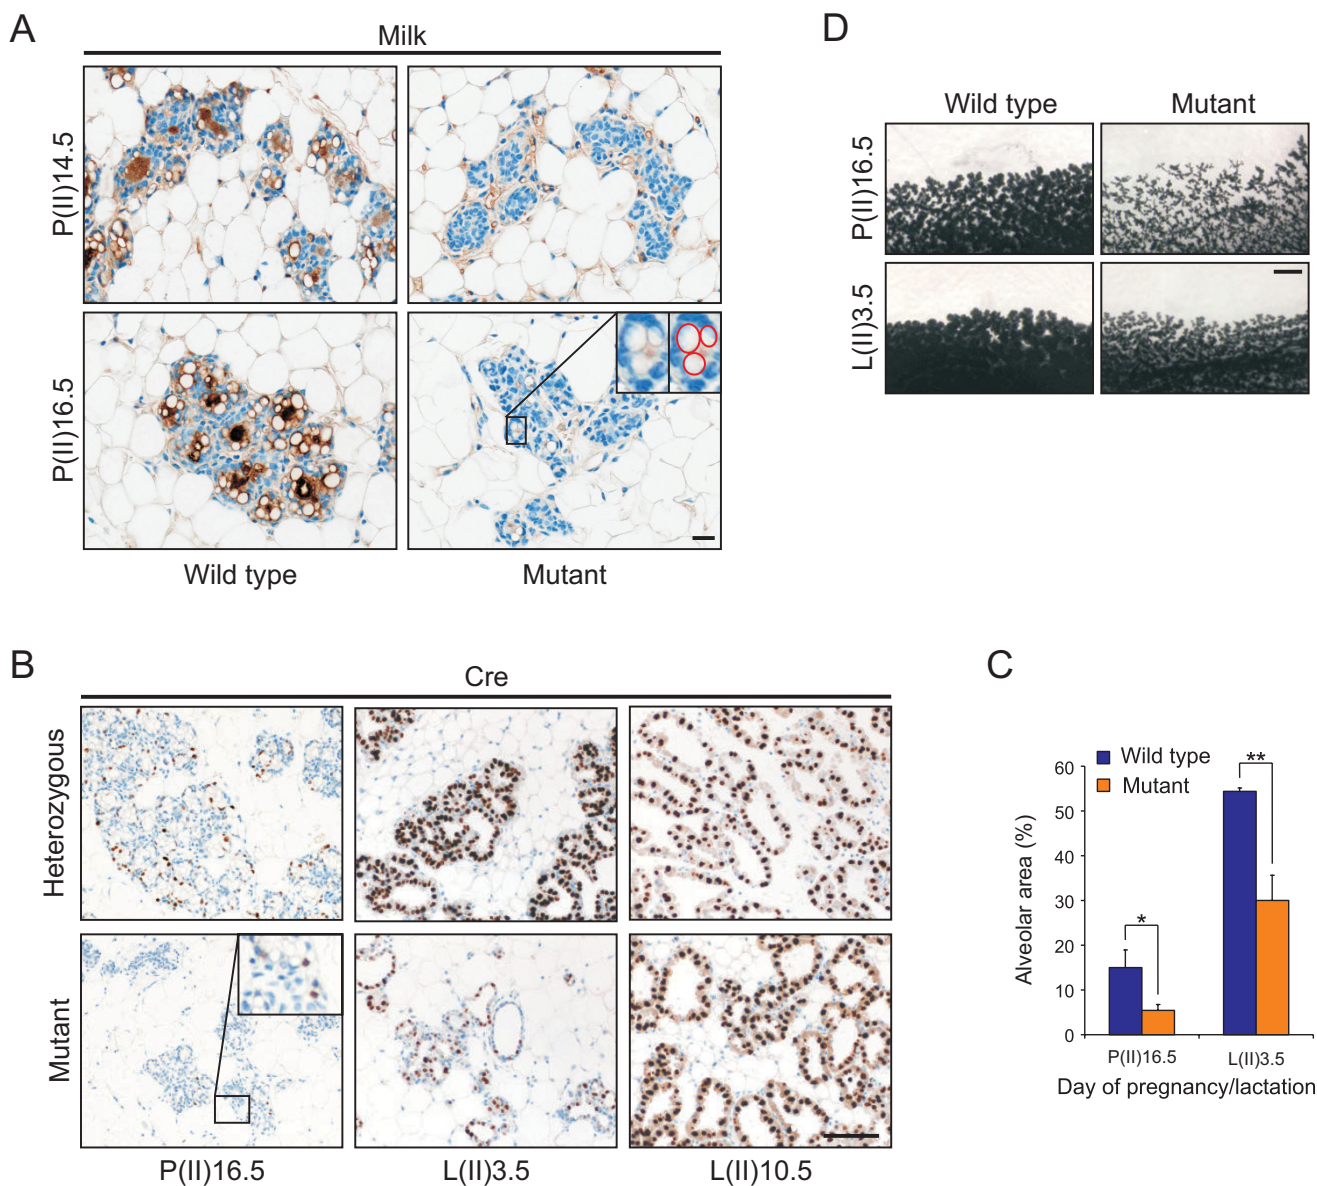 A
Milk
P(II)14.5
P(II)16.5
Wild type
Mutant
D
Wild type
Mutant
P(II)16.5
L(II)3.5
B
Cre
Heterozygous
Mutant
P(II)16.5
L(II)3.5
L(II)10.5
C
Wild type
Mutant
**
*
Alveolar area (%)
60
50
40
30
20
10
0
P(II)16.5
L(II)3.5
Day of pregnancy/lactation